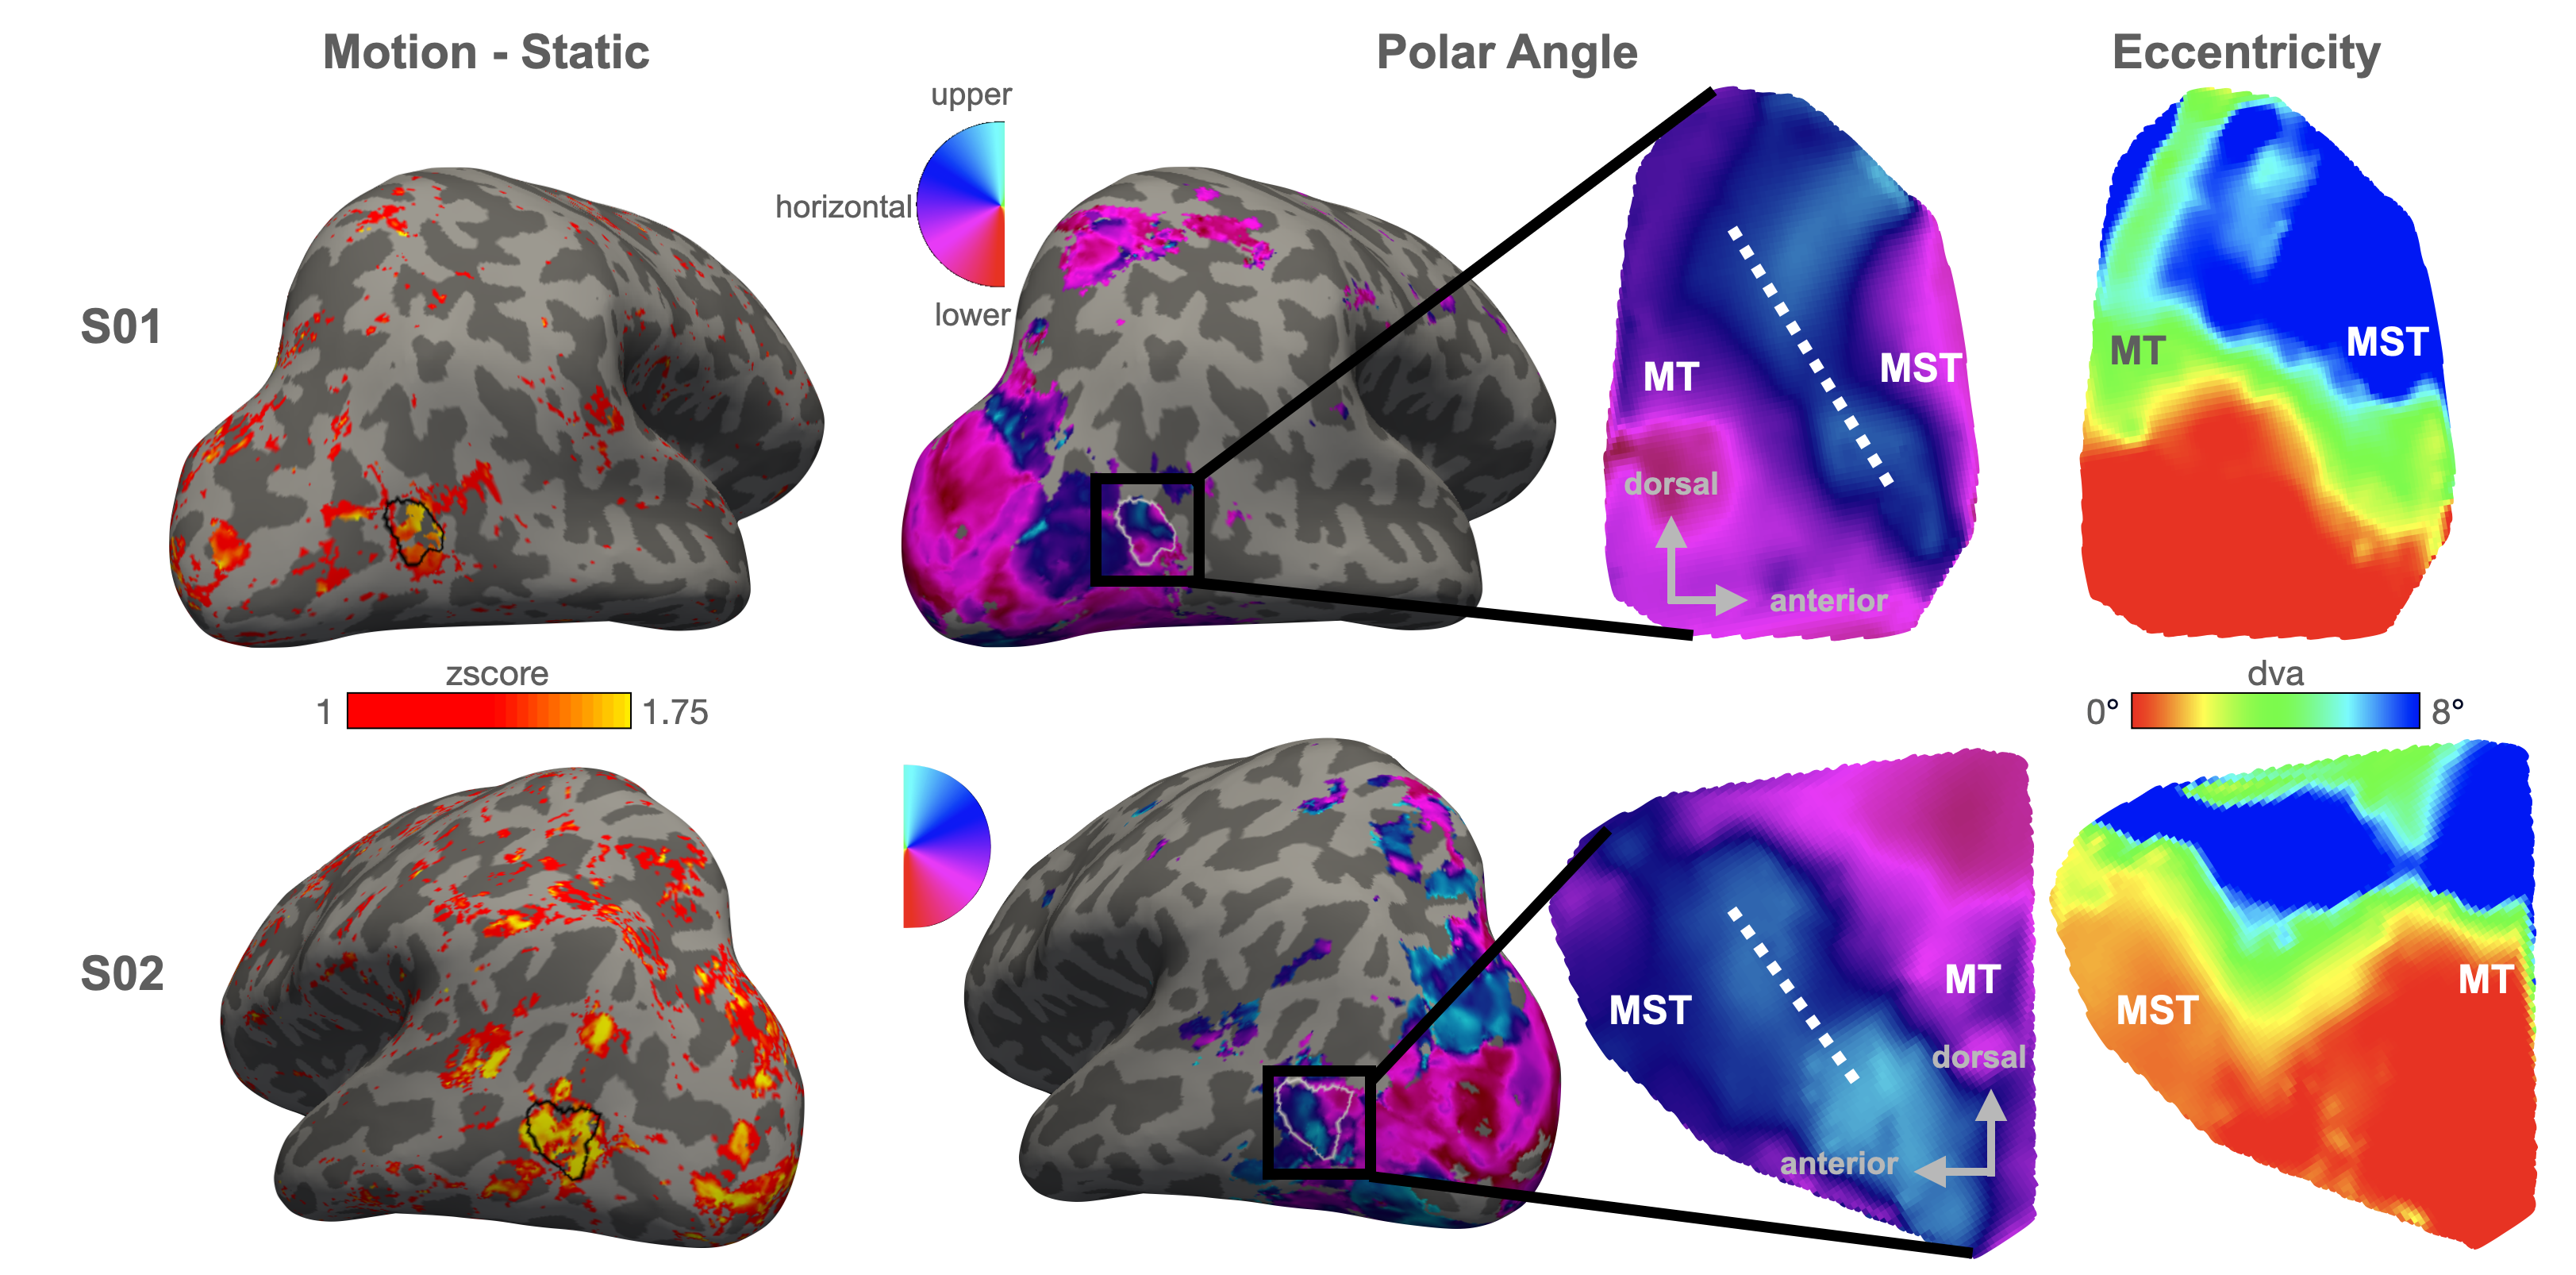 Motion - Static
Polar Angle
Eccentricity
upper
horizontal
lower
S01
MT
MST
dorsal
anterior
MT
MST
zscore
1
1.75
dva
0°
8°
S02
MST
MT
dorsal
anterior
MST
MT